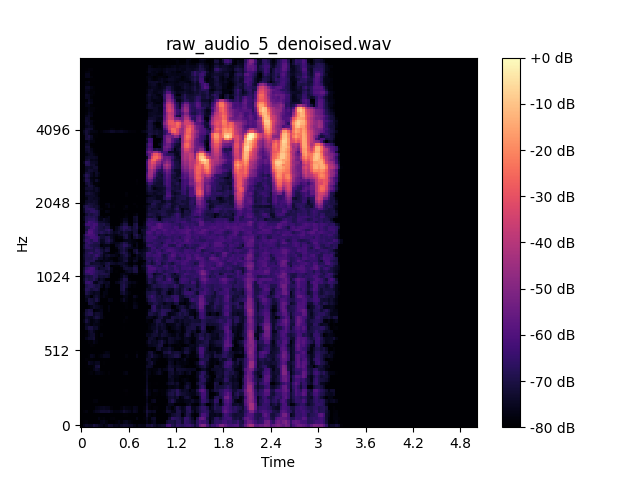 raw_audio_5_denoised.wav
Hz
4096
2048
1024
512
0
0 0.6 1.2 1.8 2.4 3 3.6 4.2 4.8
Time
+0 dB
-10 dB
-20 dB
-30 dB
-40 dB
-50 dB
-60 dB
-70 dB
-80 dB